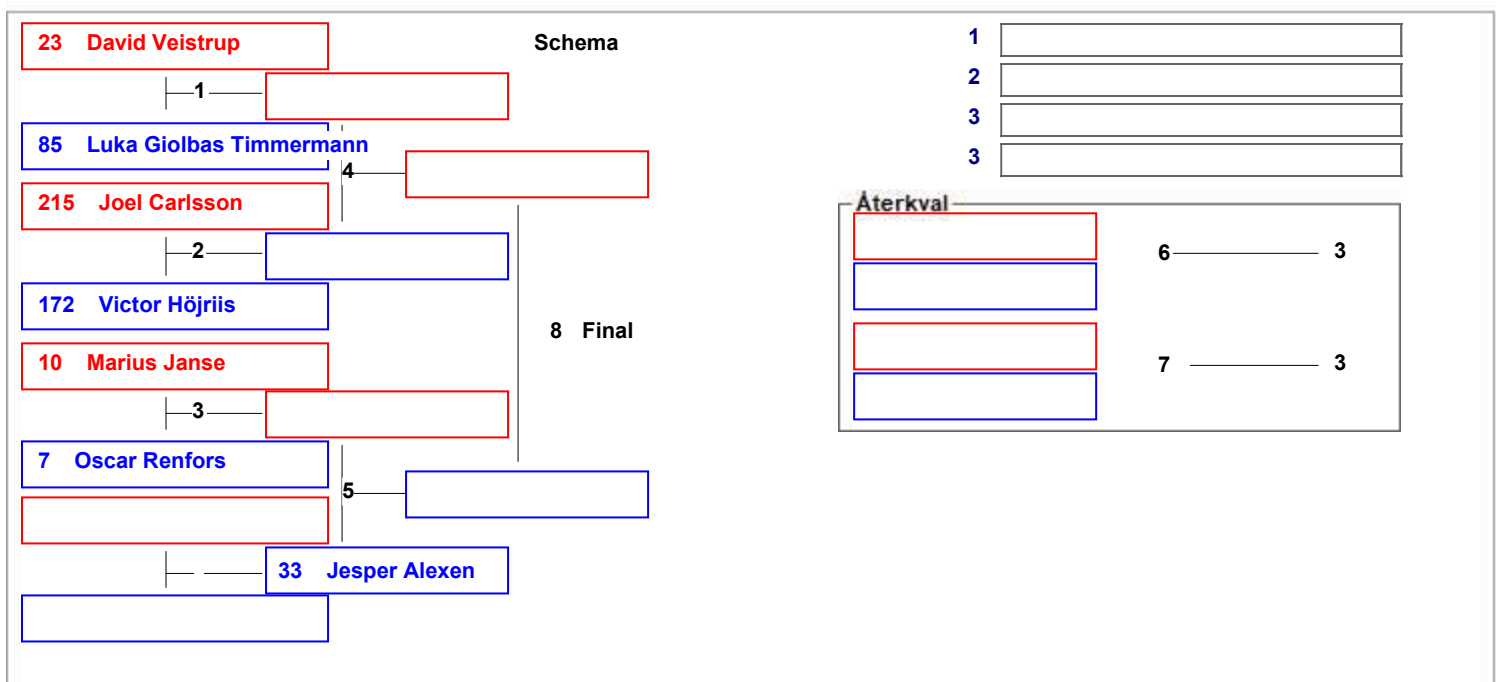 23 David Veistrup
Schema
1
85 Luka Giolbas Timmermann
4
215 Joel Carlsson
2
172 Victor Höjriis
8 Final
10 Marius Janse
3
7 Oscar Renfors
5
33 Jesper Alexen
1
2
3
3
Återkval
6 3
7 3